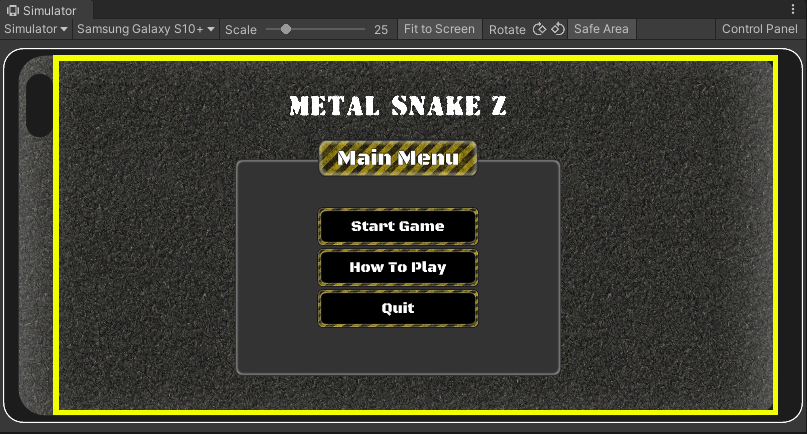 Simulator
Simulator Samsung Galaxy S10+ Scale 25 Fit to Screen Rotate Safe Area Control Panel
METAL SNAKE Z
Main Menu
Start Game
How To Play
Quit